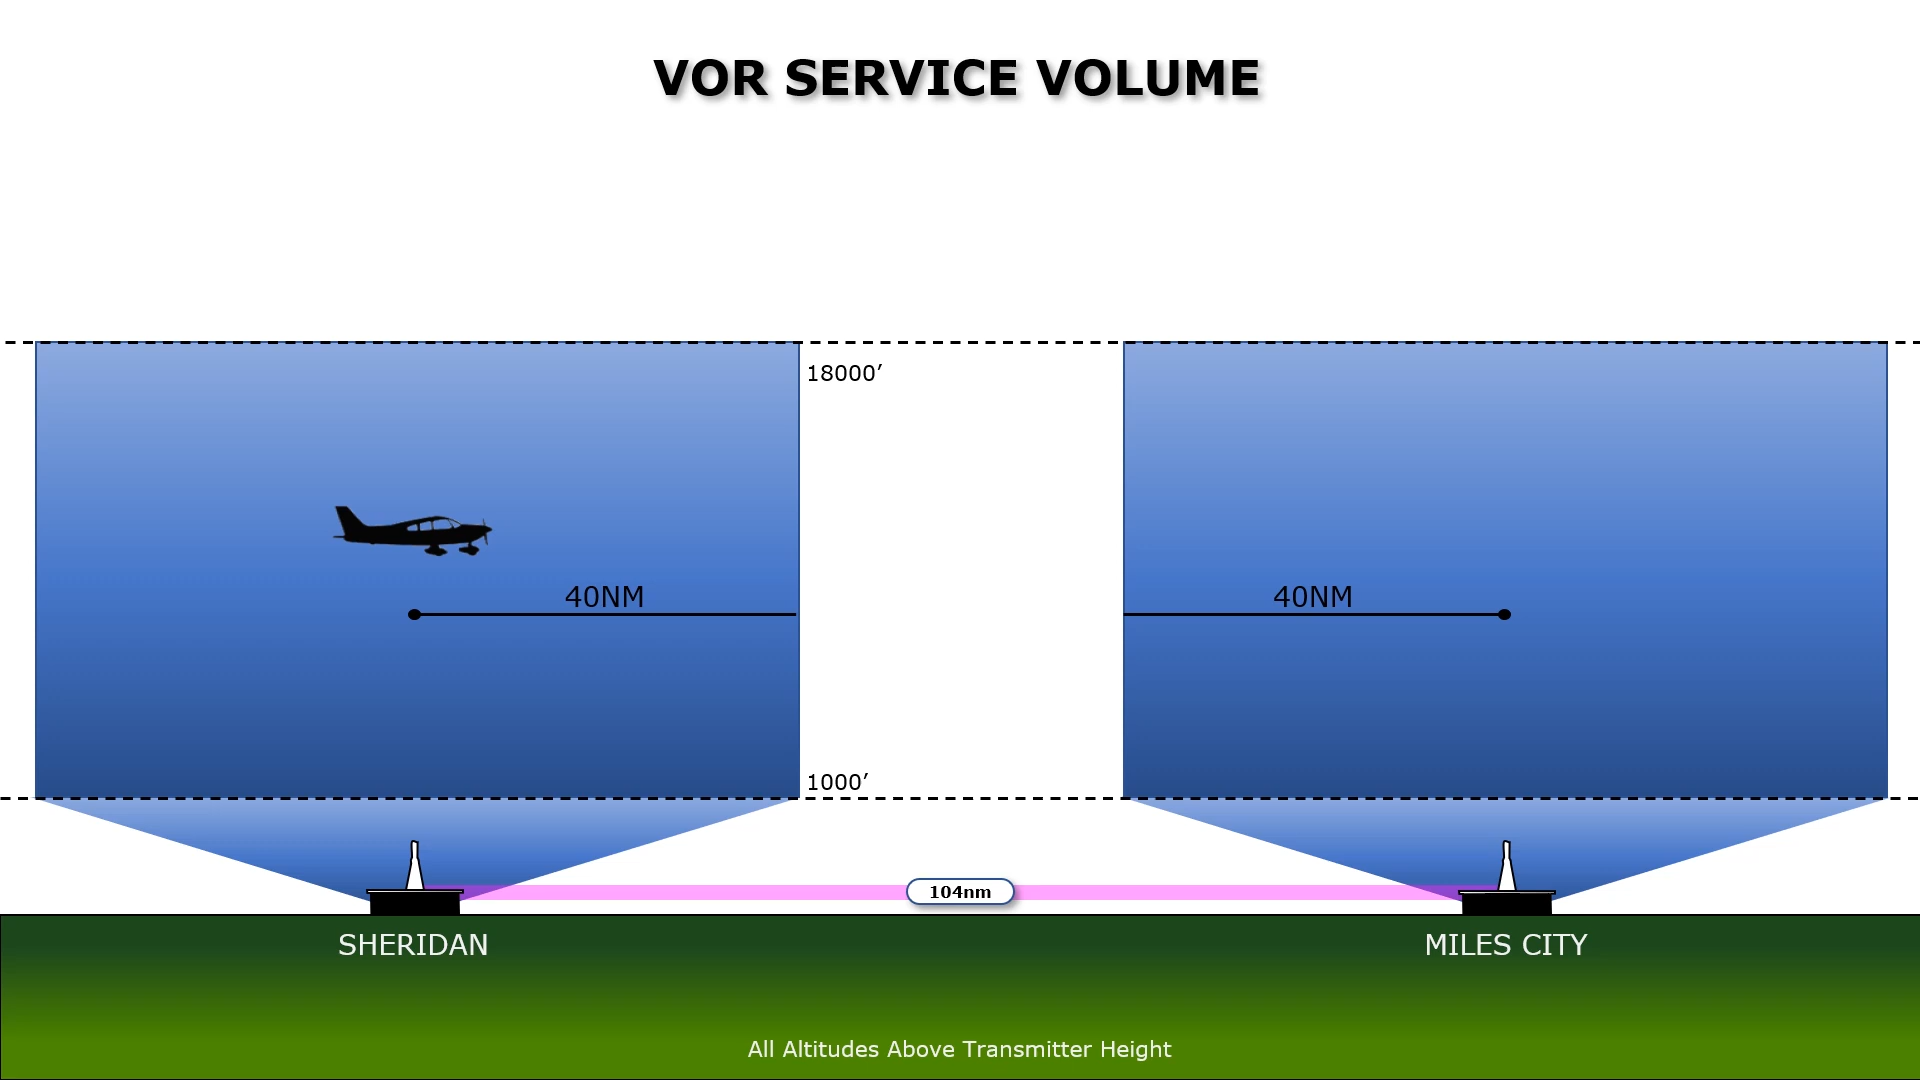 VOR SERVICE VOLUME
18000’
40NM
40NM
1000’
104nm
SHERIDAN
MILES CITY
All Altitudes Above Transmitter Height